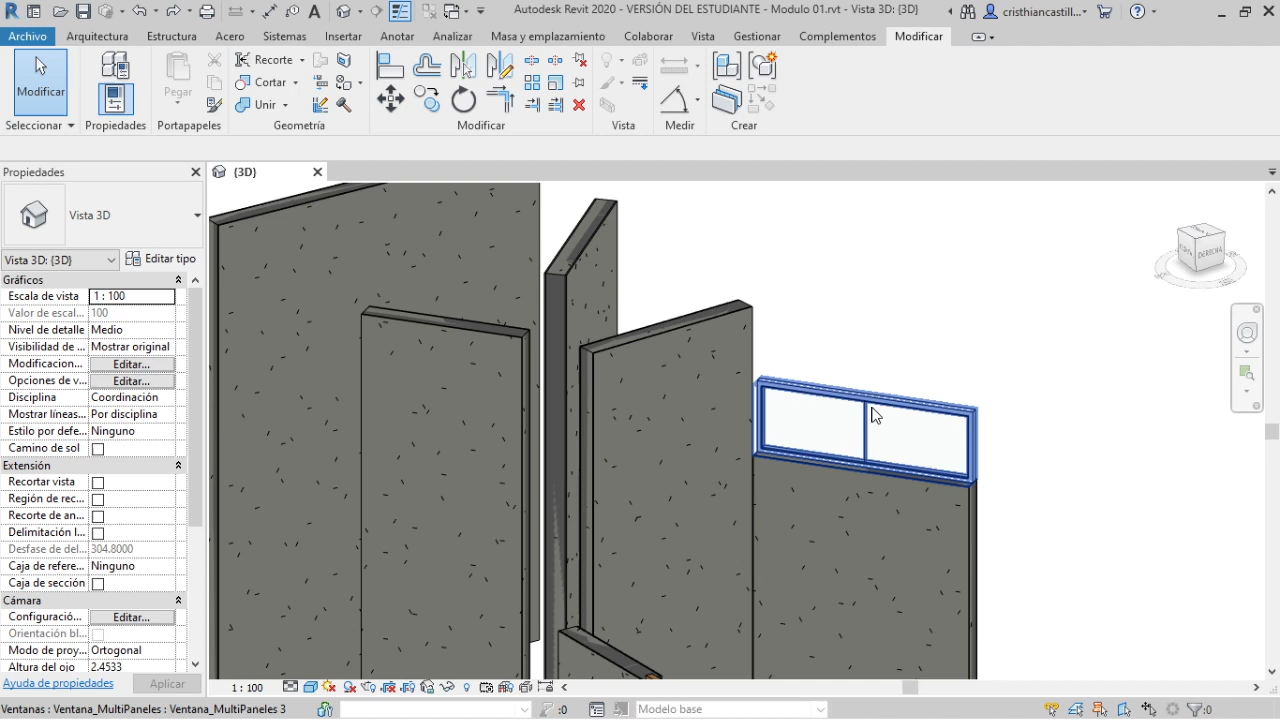 Autodesk Revit 2020 - VERSIÓN DEL ESTUDIANTE - Modulo 01.rvt - Vista 3D: {3D}
cristhiancastill...
Archivo Arquitectura Estructura Acero Sistemas Insertar Anotar Analizar Masa y emplazamiento Colaborar Vista Gestionar Complementos Modificar
Modificar
Pegar
Recorte
Cortar
Unir
Seleccionar Propiedades Portapapeles Geometría Modificar Vista Medir Crear
Propiedades
{3D}
Vista 3D
Vista 3D: {3D} Editar tipo
Gráficos
Escala de vista 1 : 100
Valor de escal... 100
Nivel de detalle Medio
Visibilidad de ... Mostrar original
Modificacion... Editar...
Opciones de v... Editar...
Disciplina Coordinación
Mostrar líneas... Por disciplina
Estilo por defe... Ninguno
Camino de sol
Extensión
Recortar vista
Región de rec...
Recorte de an...
Delimitación l...
Desfase de del... 304.8000
Caja de refere... Ninguno
Caja de sección
Cámara
Configuració... Editar...
Orientación bl...
Modo de proy... Ortogonal
Altura del ojo 2.4533
Ayuda de propiedades Aplicar
DERECHA
1 : 100
Ventanas : Ventana_MultiPaneles : Ventana_MultiPaneles 3
:0
Modelo base
:0